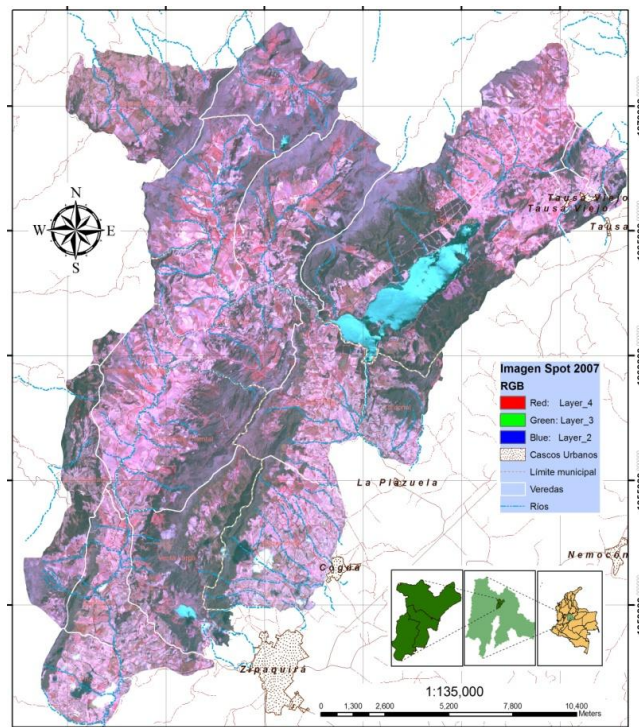 N
W E
S
Tausa Viejo
Tausa Viejo
Tausa
Imagen Spot 2007
RGB
Red: Layer_4
Green: Layer_3
Blue: Layer_2
Cascos Urbanos
Límite municipal
Veredas
Ríos
La Plazuela
Nemocón
Cogua
Zipaquirá
1:135,000
0 1,300 2,600 5,200 7,800 10,400
Meters